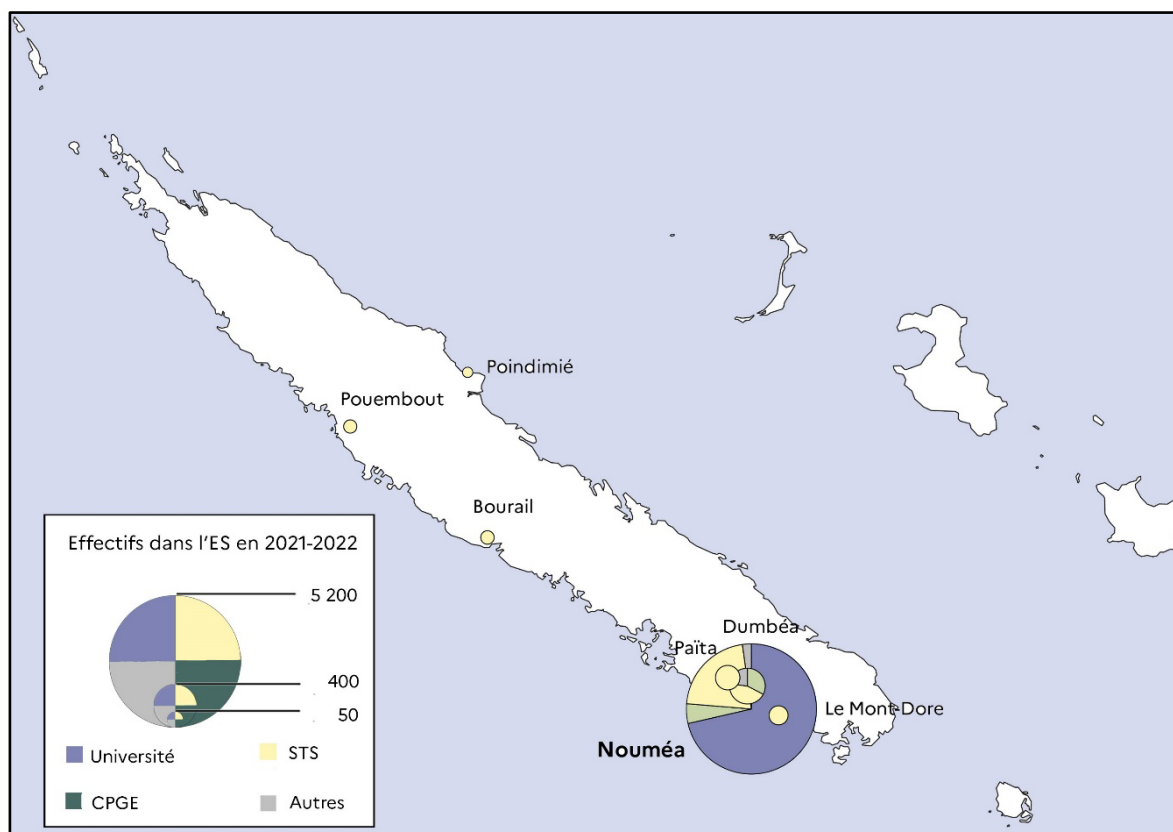 Poindimié
Pouembout
Bourail
Dumbéa
Païta
Le Mont-Dore
Nouméa
Effectifs dans l'ES en 2021-2022
5 200
400
50
Université
STS
CPGE
Autres